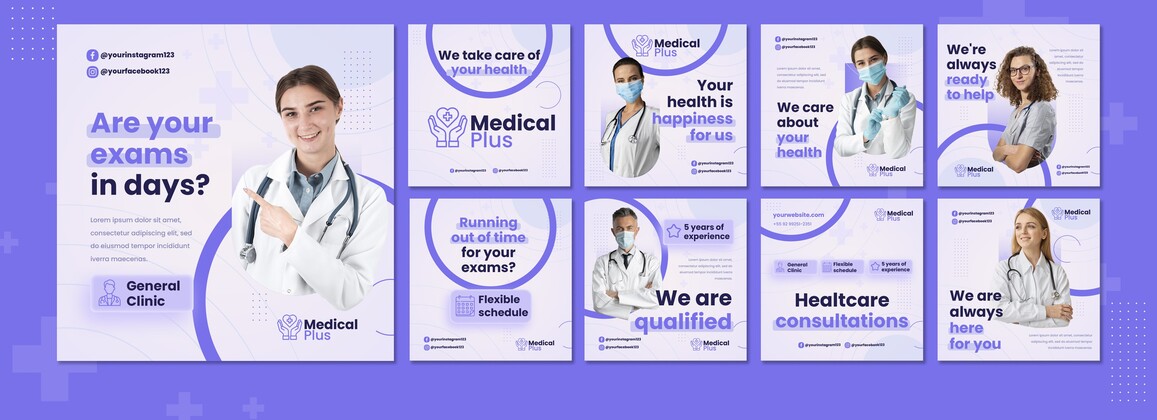 @yourinstagram123
@yourfacebook123
Are your
exams
in days?
Lorem ipsum dolor sit amet,
consectetur adipiscing elit, sed
do eiusmod tempor incididunt
iverra moecenas.
General
Clinic
Medical
Plus
We take care of
your health
Medical
Plus
@yourinstagram123
@yourfacebook123
Medical
Plus
Your
health is
happiness
for us
@yourinstagram123
@yourfacebook123
@yourinstagram123
@yourfacebook123
We care
about
your
health
Medical
Plus
We're
always
ready
to help
Medical
Plus
@yourinstagram123
@yourfacebook123
Running
out of time
for your
exams?
Flexible
schedule
@yourinstagram123
@yourfacebook123
Medical
Plus
5 years of
experience
We are
qualified
@yourinstagram123
@yourfacebook123
Medical
Plus
yourwebsite.com
Medical
Plus
General
Clinic
Flexible
schedule
5 years of
experience
Healtcare
consultations
@yourinstagram123
@yourfacebook123
@yourinstagram123
@yourfacebook123
Medical
Plus
We are
always
here
for you